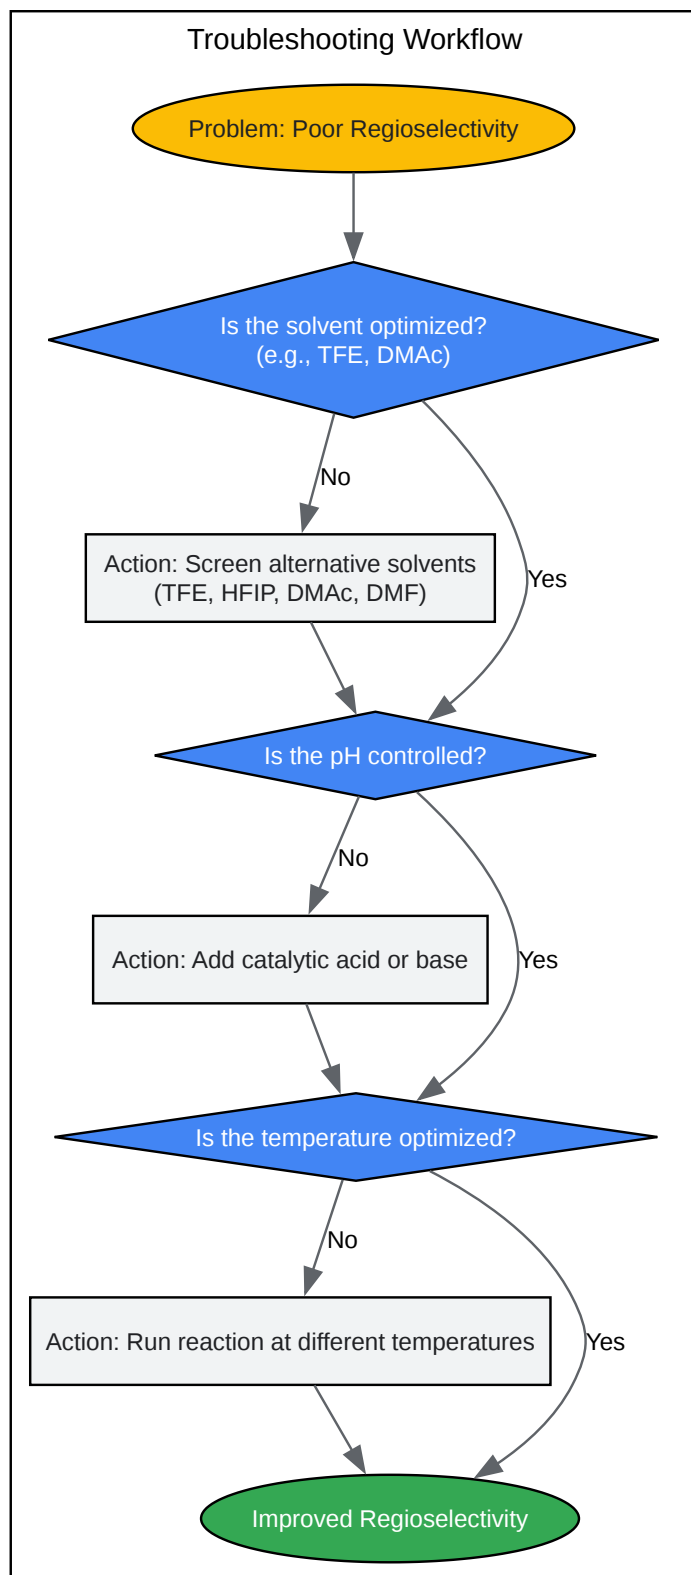 Troubleshooting Workflow
Problem: Poor Regioselectivity
Is the solvent optimized?
(e.g., TFE, DMAc)
No
Action: Screen alternative solvents
(TFE, HFIP, DMAc, DMF)
Yes
Is the pH controlled?
No
Action: Add catalytic acid or base
Yes
Is the temperature optimized?
No
Action: Run reaction at different temperatures
Yes
Improved Regioselectivity